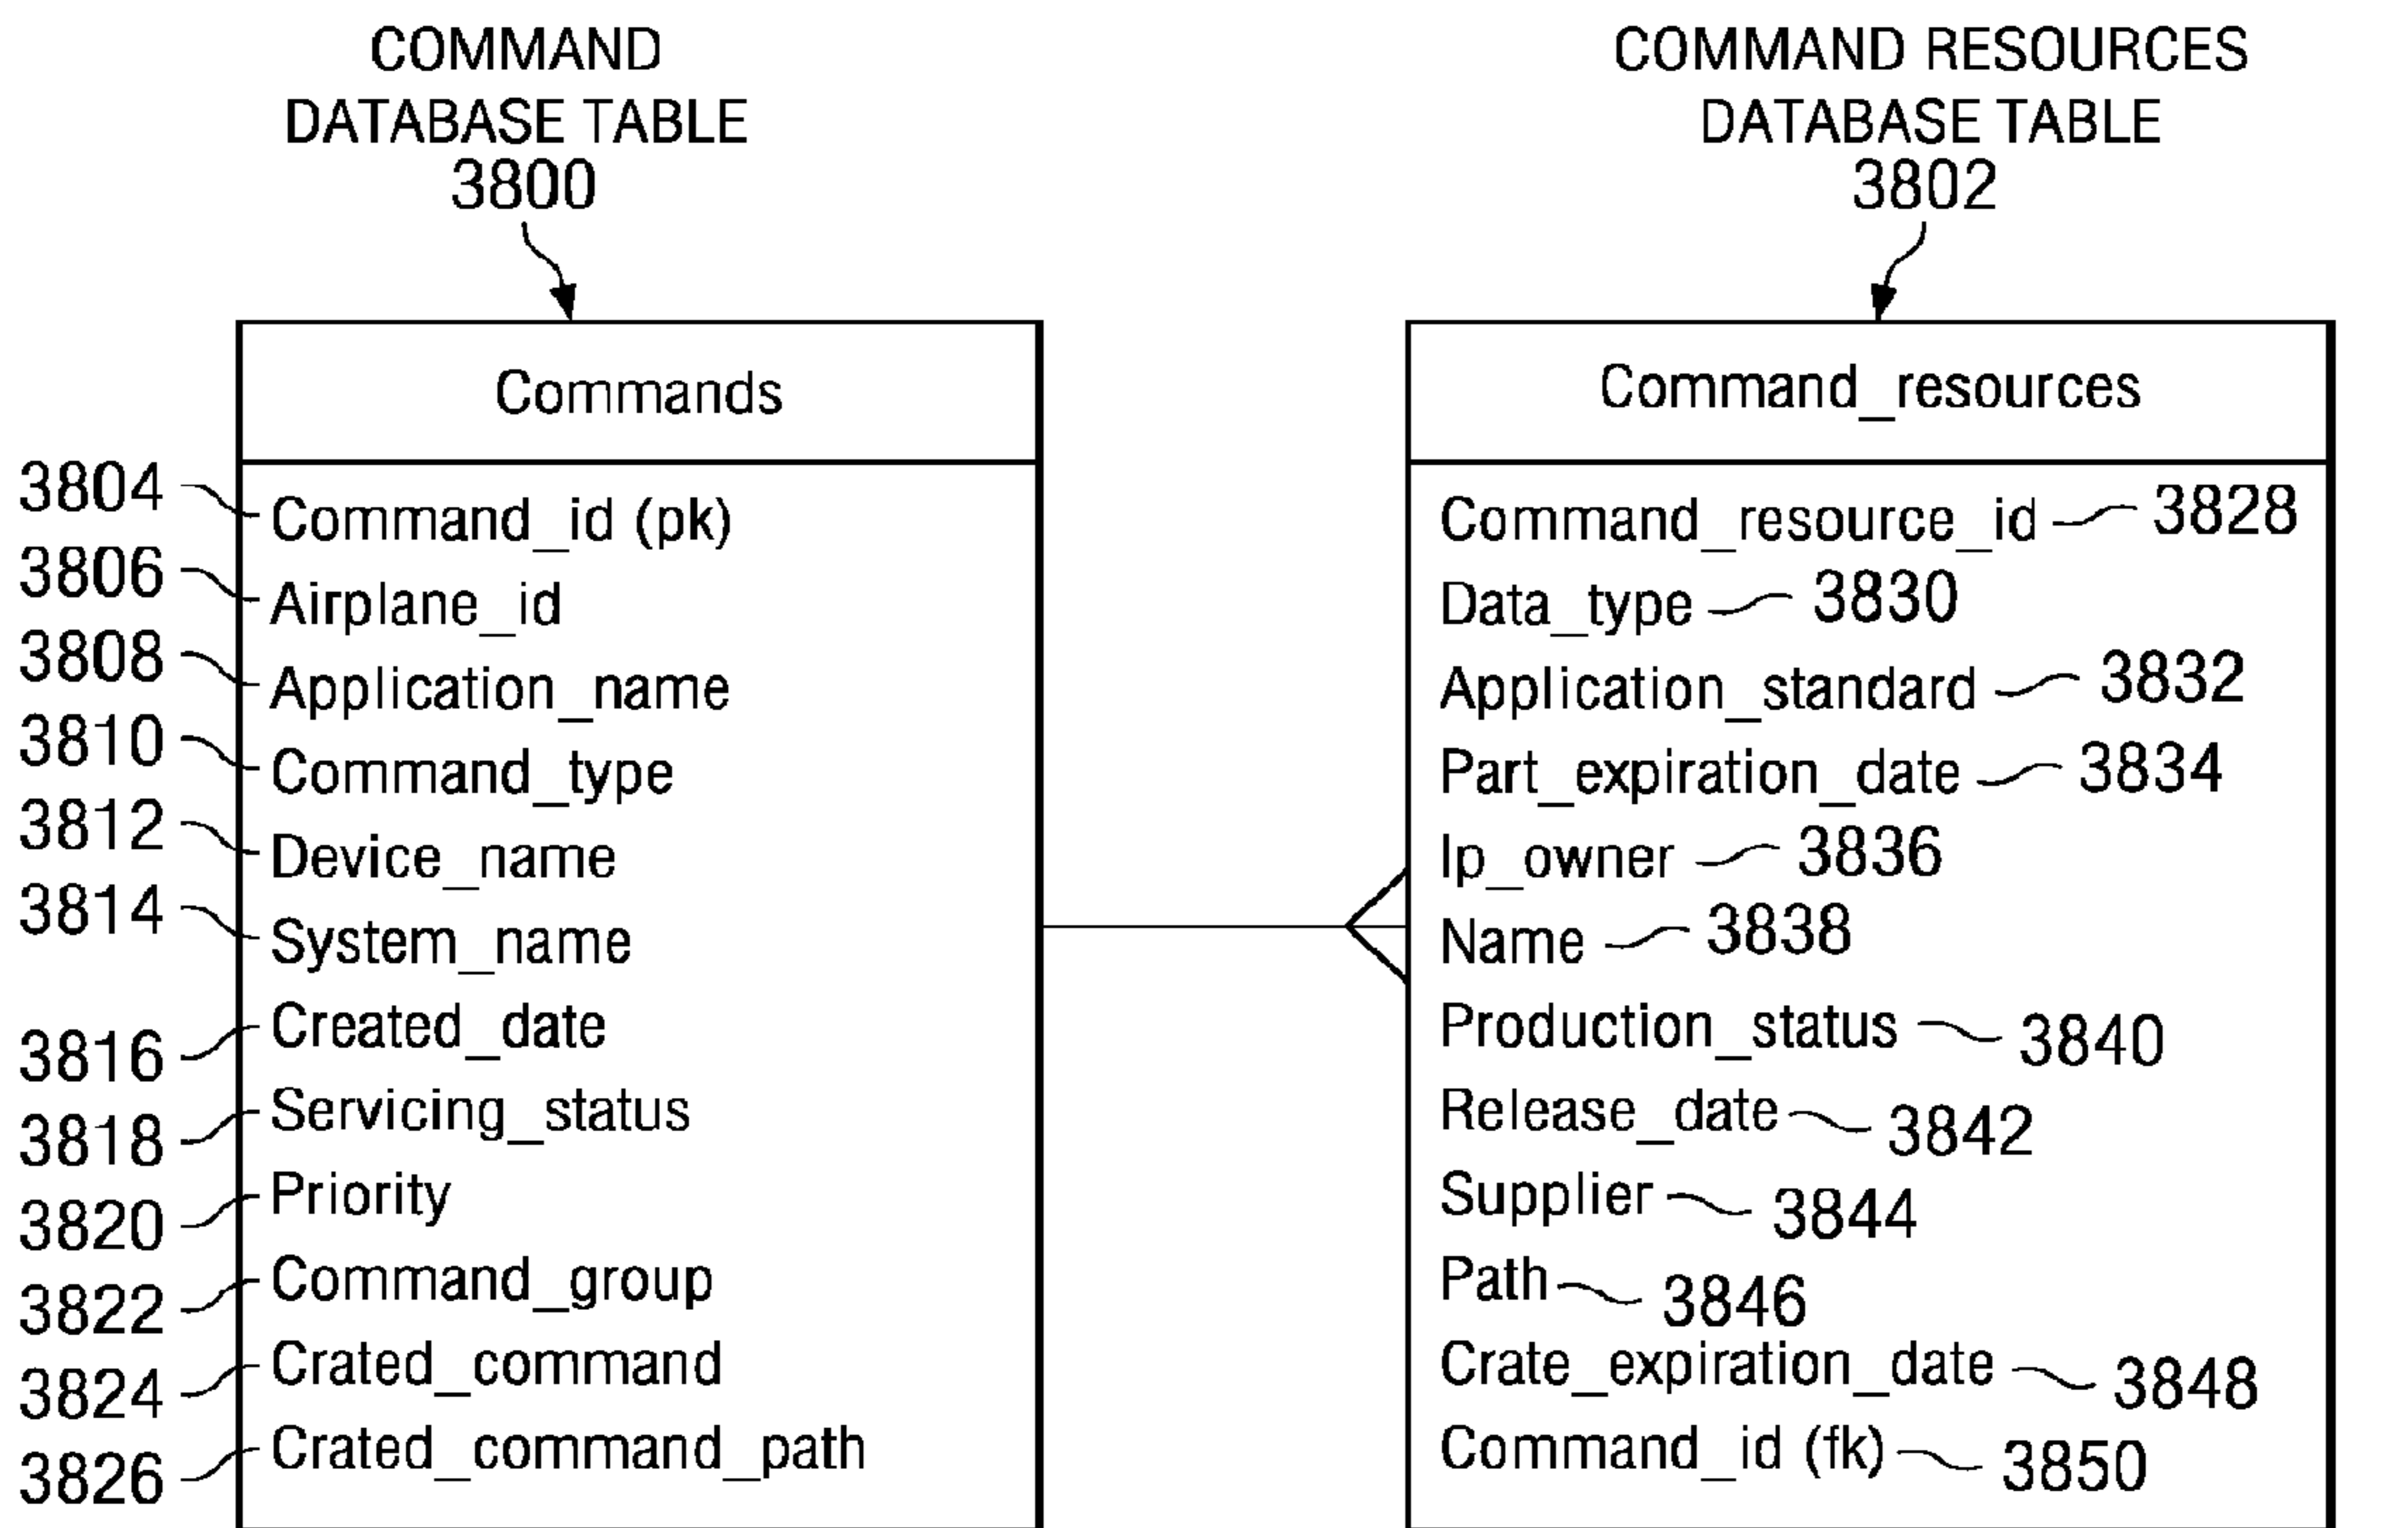 COMMAND
DATABASE TABLE
3800
Commands
3804 Command_id (pk)
3806 Airplane_id
3808 Application_name
3810 Command_type
3812 Device_name
3814 System_name
3816 Created_date
3818 Servicing_status
3820 Priority
3822 Command_group
3824 Crated_command
3826 Crated_command_path
COMMAND RESOURCES
DATABASE TABLE
3802
Command_resources
Command_resource_id 3828
Data_type 3830
Application_standard 3832
Part_expiration_date 3834
Ip_owner 3836
Name 3838
Production_status 3840
Release_date 3842
Supplier 3844
Path 3846
Crate_expiration_date 3848
Command_id (fk) 3850